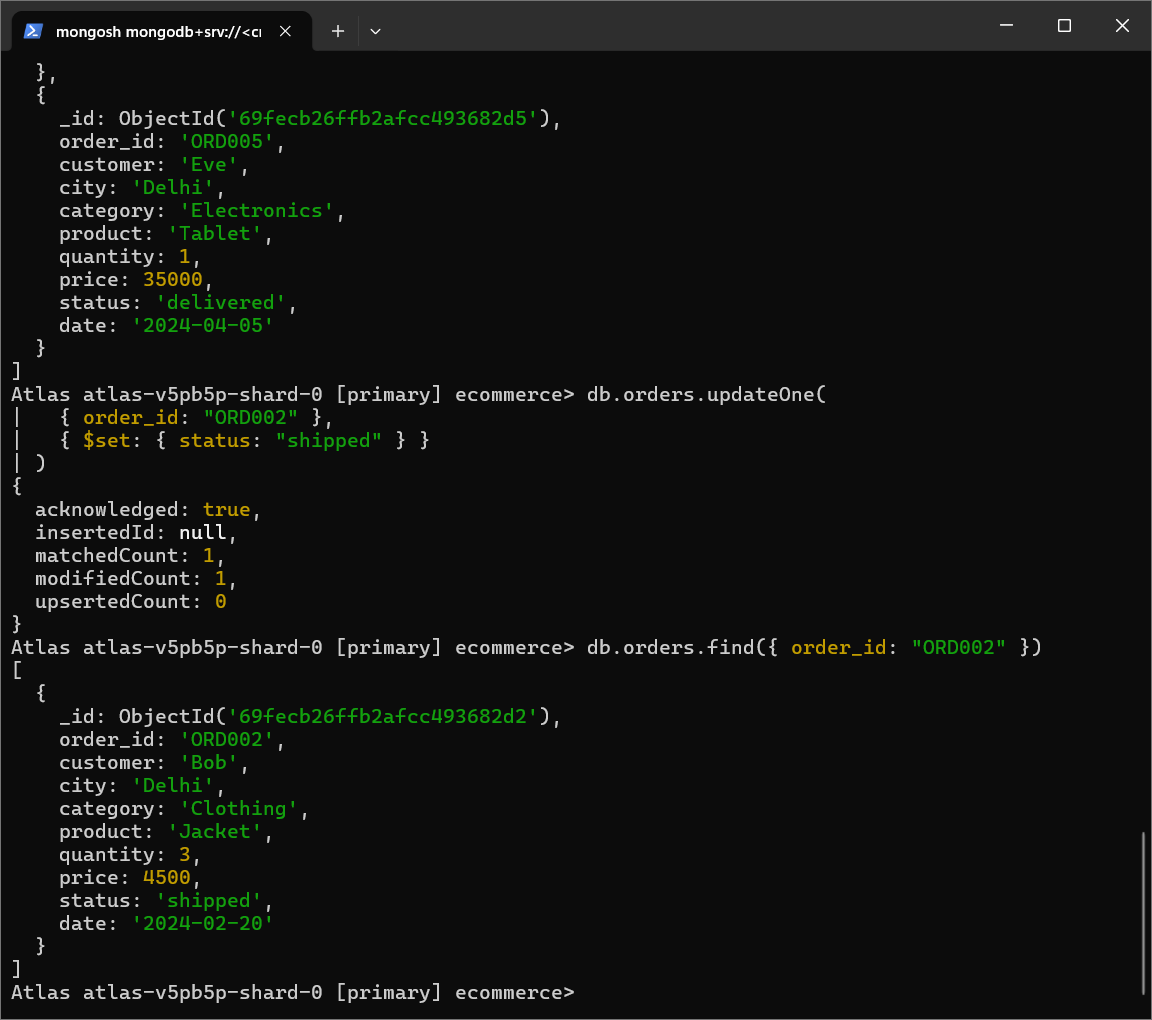 mongosh mongodb+srv://<cr
  },
  {
    _id: ObjectId('69fecb26ffb2afcc493682d5'),
    order_id: 'ORD005',
    customer: 'Eve',
    city: 'Delhi',
    category: 'Electronics',
    product: 'Tablet',
    quantity: 1,
    price: 35000,
    status: 'delivered',
    date: '2024-04-05'
  }
]
Atlas atlas-v5pb5p-shard-0 [primary] ecommerce> db.orders.updateOne(
|   { order_id: "ORD002" },
|   { $set: { status: "shipped" } }
| )
{
  acknowledged: true,
  insertedId: null,
  matchedCount: 1,
  modifiedCount: 1,
  upsertedCount: 0
}
Atlas atlas-v5pb5p-shard-0 [primary] ecommerce> db.orders.find({ order_id: "ORD002" })
[
  {
    _id: ObjectId('69fecb26ffb2afcc493682d2'),
    order_id: 'ORD002',
    customer: 'Bob',
    city: 'Delhi',
    category: 'Clothing',
    product: 'Jacket',
    quantity: 3,
    price: 4500,
    status: 'shipped',
    date: '2024-02-20'
  }
]
Atlas atlas-v5pb5p-shard-0 [primary] ecommerce>